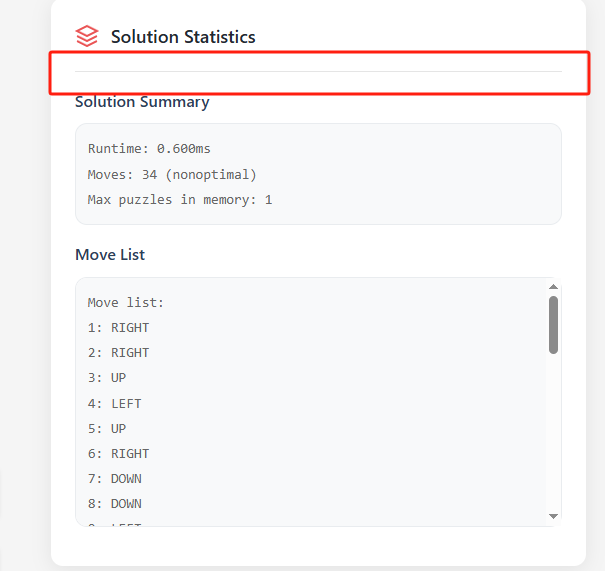 Solution Statistics
Solution Summary
Runtime: 0.600ms
Moves: 34 (nonoptimal)
Max puzzles in memory: 1
Move List
Move list:
1: RIGHT
2: RIGHT
3: UP
4: LEFT
5: UP
6: RIGHT
7: DOWN
8: DOWN